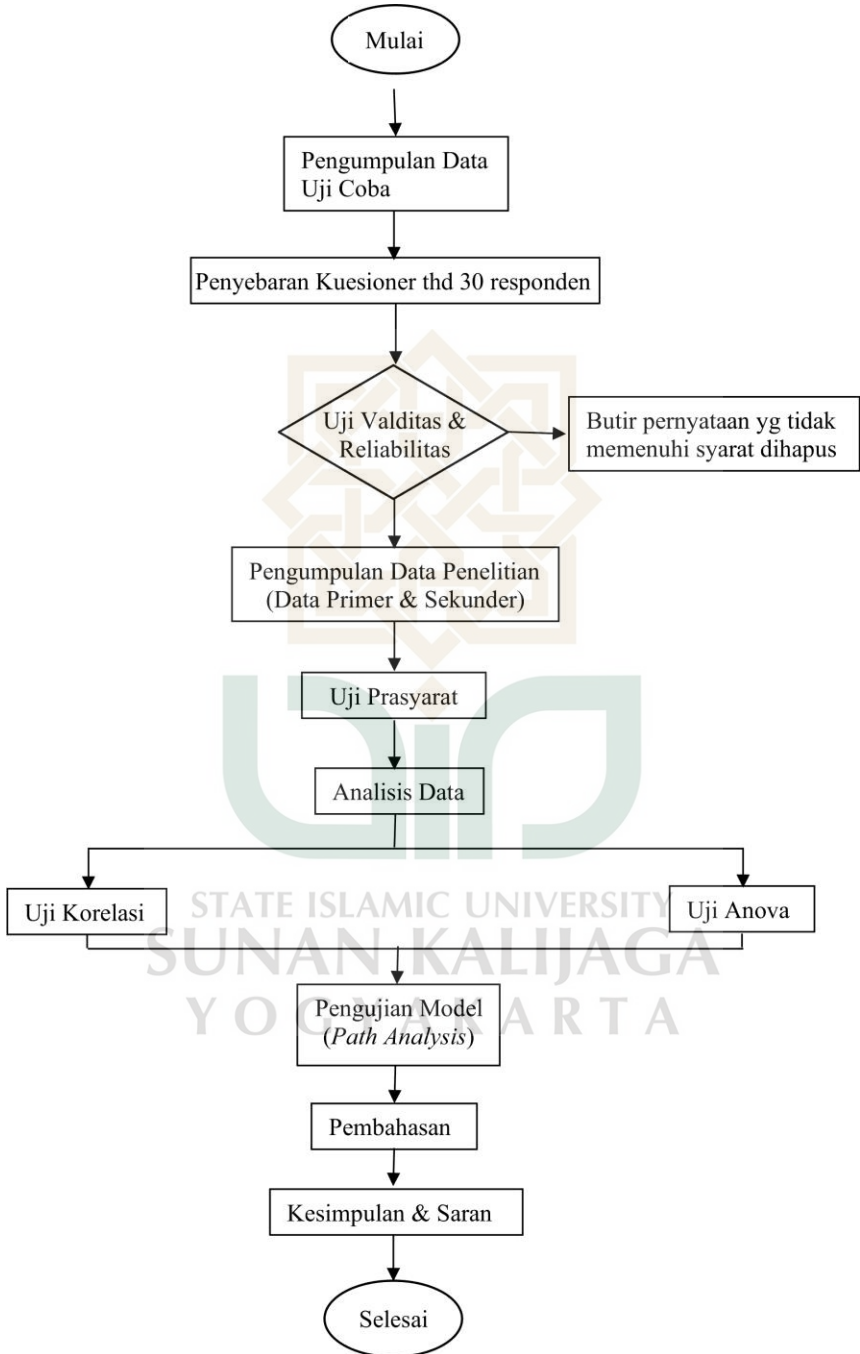 Mulai
Pengumpulan Data
Uji Coba
Penyebaran Kuesioner thd 30 responden
Uji Valditas &
Reliabilitas
Butir pernyataan yg tidak
memenuhi syarat dihapus
Pengumpulan Data Penelitian
(Data Primer & Sekunder)
Uji Prasyarat
Analisis Data
Uji Korelasi
Uji Anova
STATE ISLAMIC UNIVERSITY
SUNAN KALIJAGA
YOGYAKARTA
Pengujian Model
(Path Analysis)
Pembahasan
Kesimpulan & Saran
Selesai